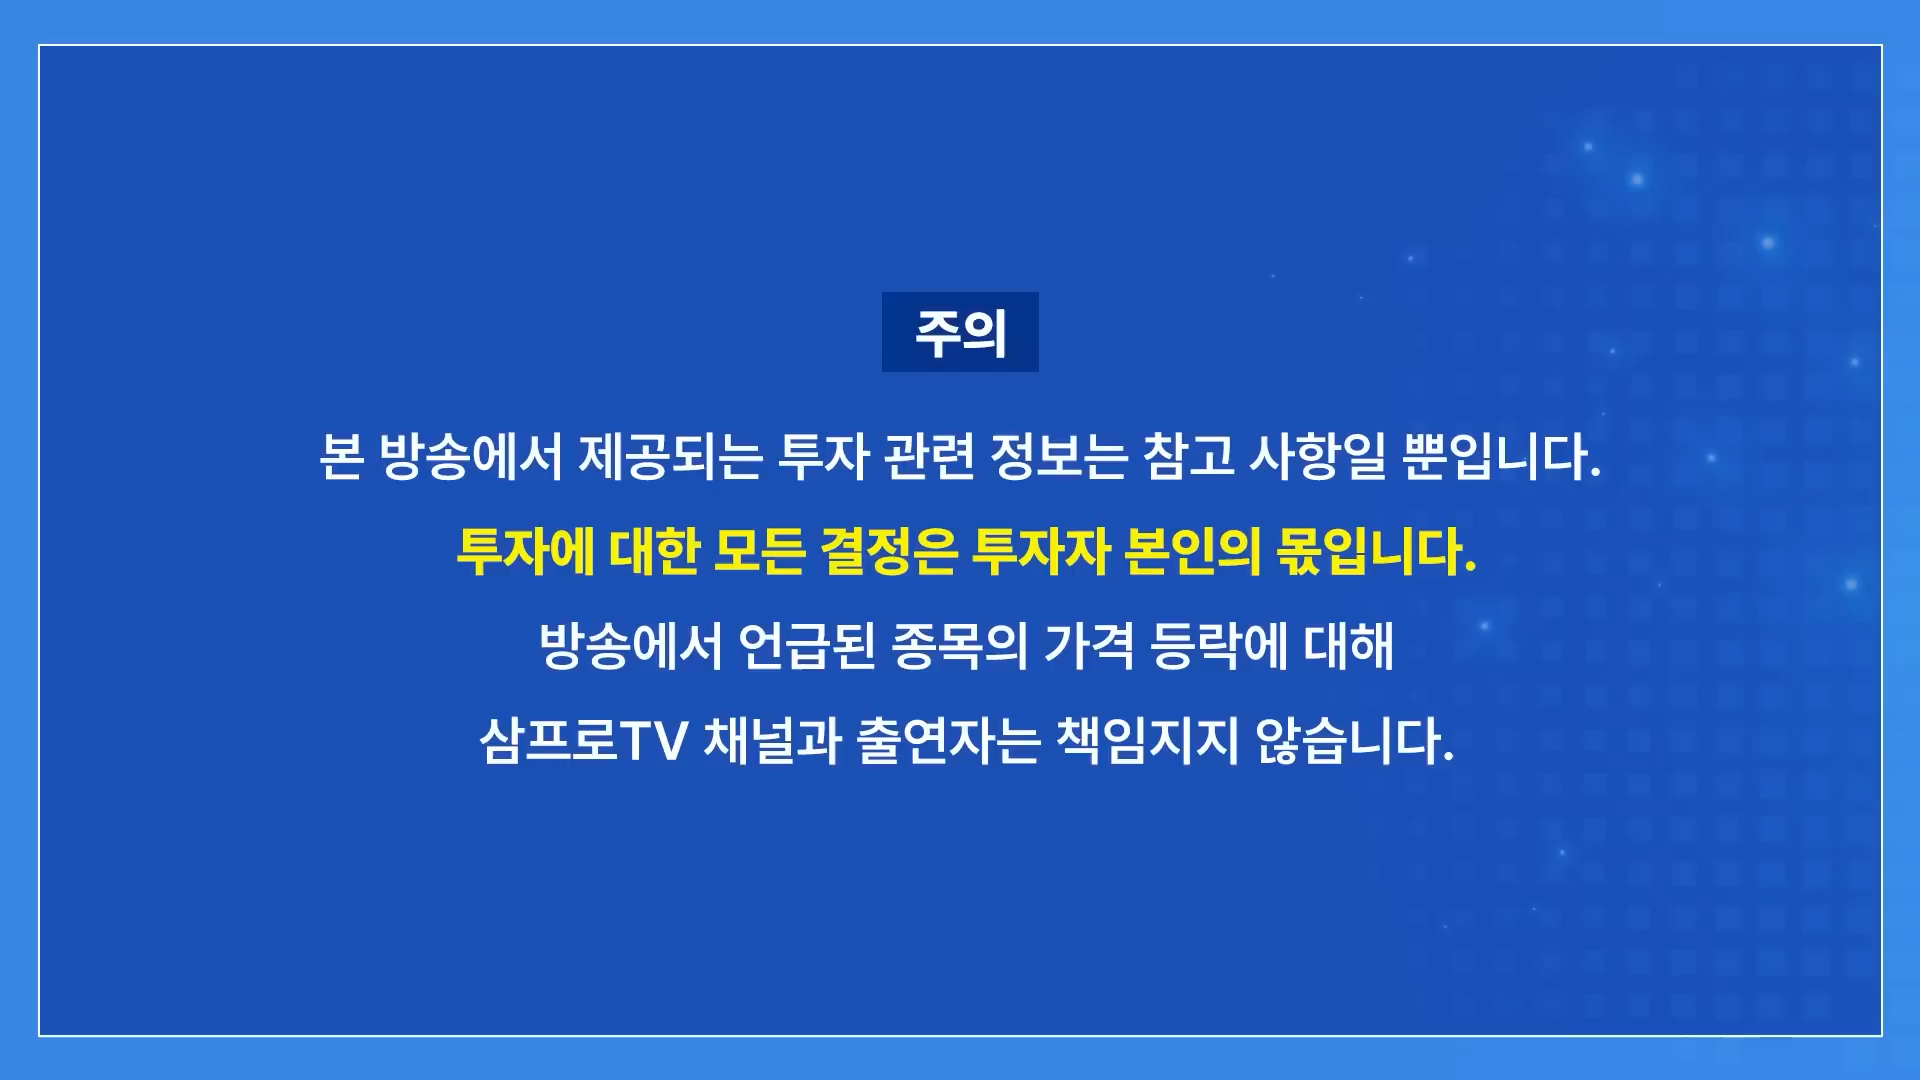 주의
본 방송에서 제공되는 투자 관련 정보는 참고 사항일 뿐입니다.
투자에 대한 모든 결정은 투자자 본인의 몫입니다.
방송에서 언급된 종목의 가격 등락에 대해
삼프로TV 채널과 출연자는 책임지지 않습니다.